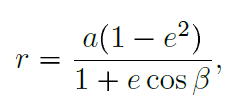 r = \frac{a(1 - e^2)}{1 + e \cos \beta},